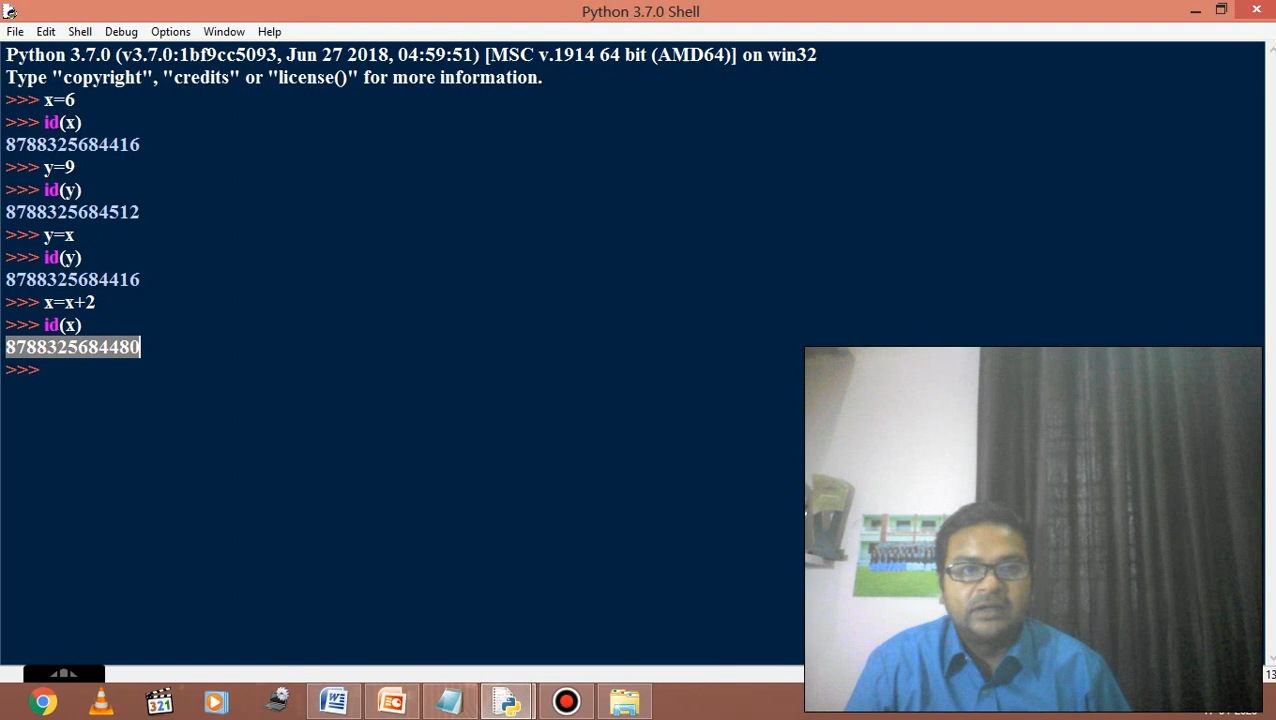 Python 3.7.0 Shell
File Edit Shell Debug Options Window Help
Python 3.7.0 (v3.7.0:1bf9cc5093, Jun 27 2018, 04:59:51) [MSC v.1914 64 bit (AMD64)] on win32
Type "copyright", "credits" or "license()" for more information.
>>> x=6
>>> id(x)
8788325684416
>>> y=9
>>> id(y)
8788325684512
>>> y=x
>>> id(y)
8788325684416
>>> x=x+2
>>> id(x)
8788325684480
>>>
13
321